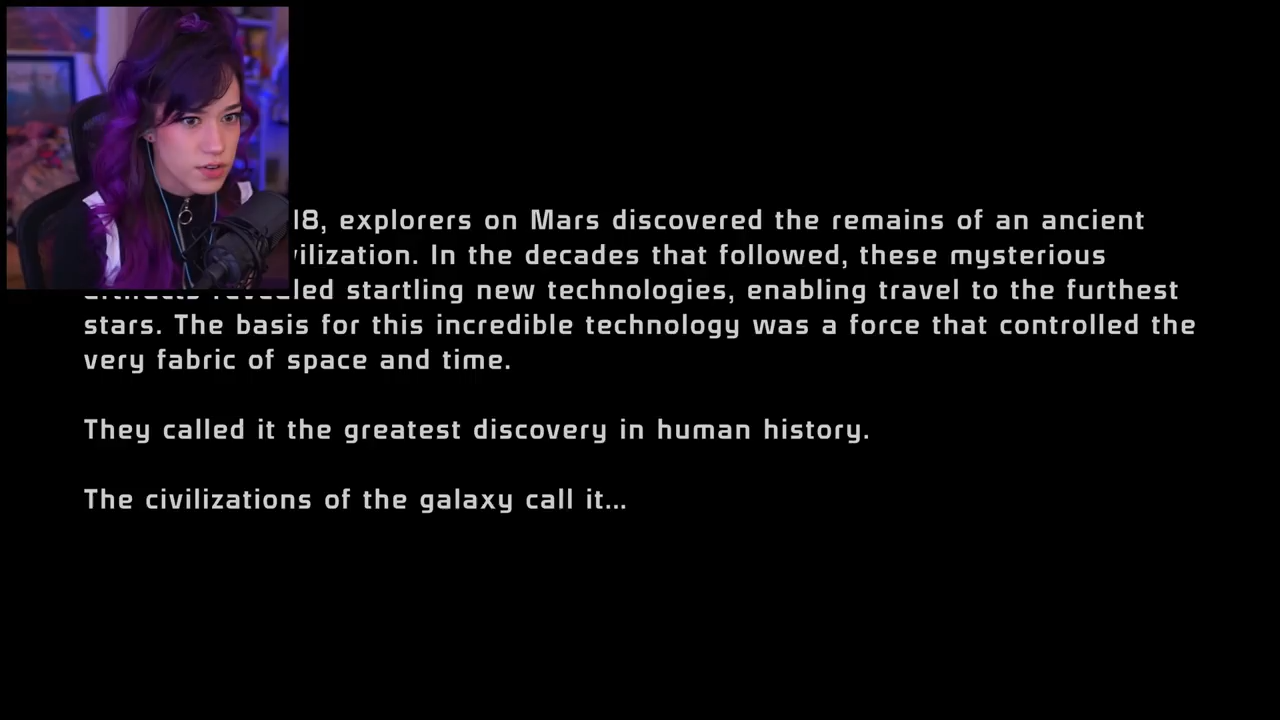 18, explorers on Mars discovered the remains of an ancient
In the decades that followed, these mysterious
startling new technologies, enabling travel to the furthest
stars. The basis for this incredible technology was a force that controlled the
very fabric of space and time.
They called it the greatest discovery in human history.
The civilizations of the galaxy call it...